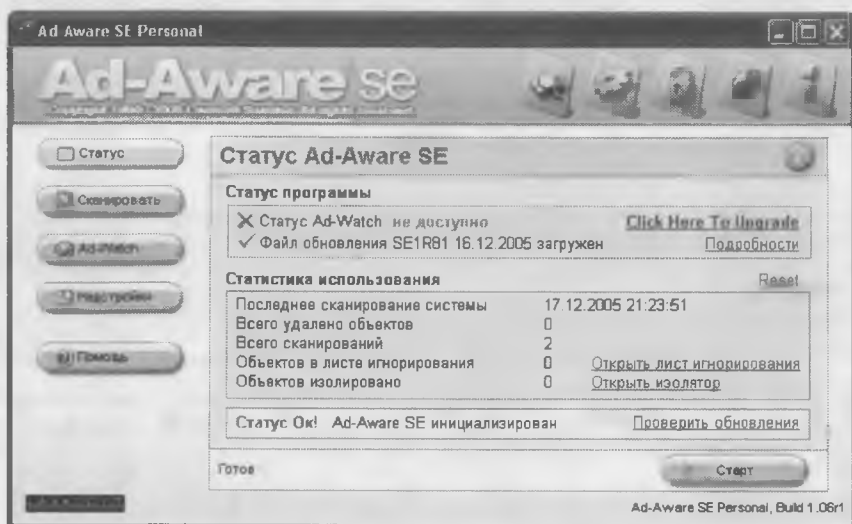 Ad Aware SE Personal
Ad-Aware SE
Статус
Сканировать
Ad-Watch
Настройки
Помощь
Статус Ad-Aware SE
Статус программы
Статус Ad-Watch не доступно Click Here To Upgrade
Файл обновления SE1R81 16.12.2005 загружен Подробности
Статистика использования Reset
Последнее сканирование системы 17.12.2005 21:23:51
Всего удалено объектов 0
Всего сканирований 2
Объектов в листе игнорирования 0 Открыть лист игнорирования
Объектов изолировано 0 Открыть изолятор
Статус Ок! Ad-Aware SE инициализирован Проверить обновления
Готов
Старт
Ad-Aware SE Personal, Build 1.06r1